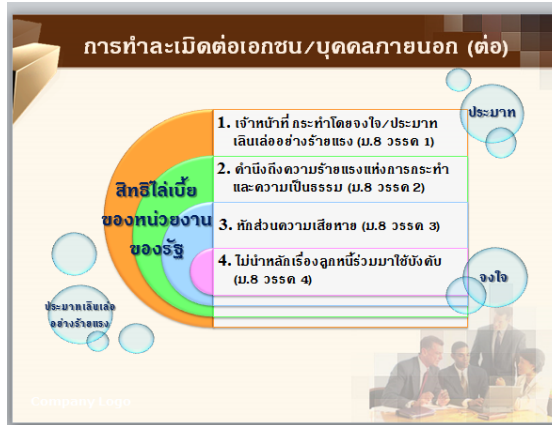 การทำละเมิดต่อเอกชน/บุคคลภายนอก (ต่อ)
ประมาท
1. เจ้าหน้าที่ กระทำโดยจงใจ/ประมาท
เลินเล่ออย่างร้ายแรง (ม.8 วรรค 1)
2. คำนึงถึงความร้ายแรงแห่งการกระทำ
และความเป็นธรรม (ม.8 วรรค 2)
สิทธิไล่เบี้ย
ของหน่วยงาน
ของรัฐ
3. หักส่วนความเสียหาย (ม.8 วรรค 3)
4. ไม่นำหลักเรื่องลูกหนี้ร่วมมาใช้บังคับ
(ม.8 วรรค 4)
จงใจ
ประมาทเลินเล่อ
อย่างร้ายแรง
Company Logo